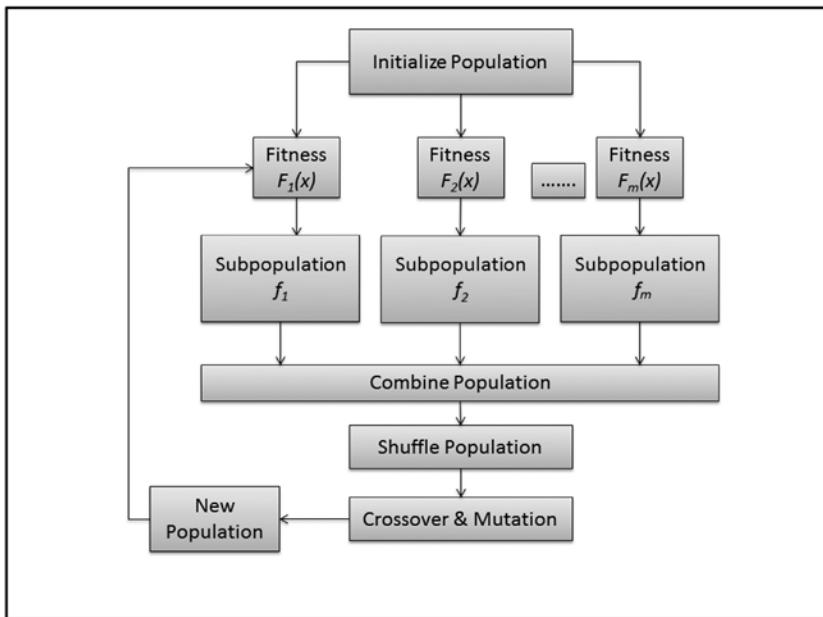 Initialize Population
Fitness
F₁(x)
Fitness
F₂(x)
.......
Fitness
Fₘ(x)
Subpopulation
f₁
Subpopulation
f₂
Subpopulation
fₘ
Combine Population
Shuffle Population
New
Population
Crossover & Mutation